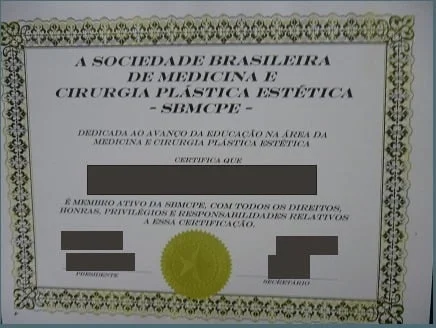 A SOCIEDADE BRASILEIRA
DE MEDICINA E
CIRURGIA PLÁSTICA ESTÉTICA
- SBMCPE -
DEDICADA AO AVANÇO DA EDUCAÇÃO NA ÁREA DA
MEDICINA E CIRURGIA PLÁSTICA ESTÉTICA
CERTIFICA QUE
É MEMBRO ATIVO DA SBMCPE, COM TODOS OS DIREITOS,
HONRAS, PRIVILÉGIOS E RESPONSABILIDADES RELATIVOS
A ESSA CERTIFICAÇÃO.
PRESIDENTE
SECRETÁRIO